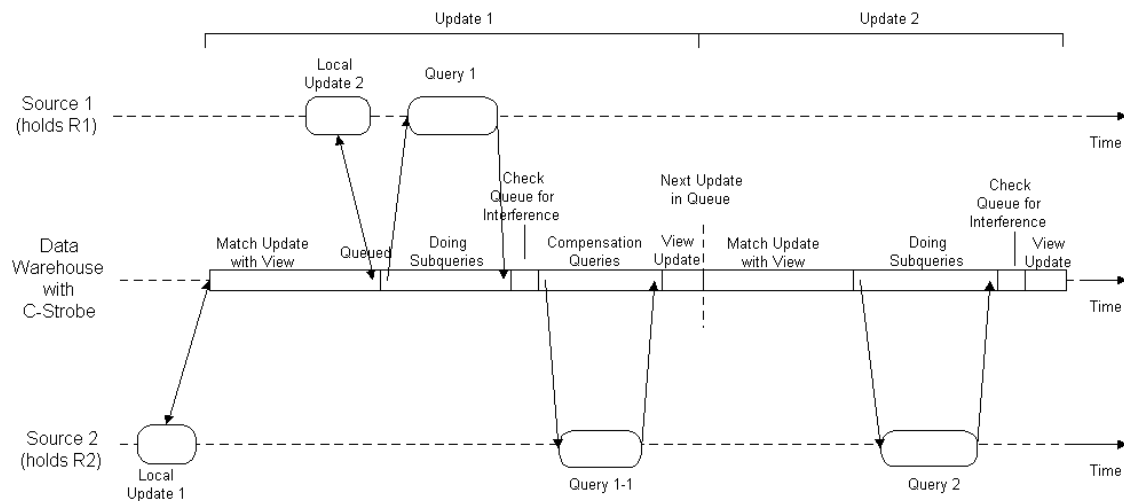 Update 1
Update 2
Local
Update 2
Query 1
Source 1
(holds R1)
Time
Check
Queue for
Interference
Next Update
in Queue
Check
Queue for
Interference
Data
Warehouse
with
C-Strobe
Match Update
with View
Queued
Doing
Subqueries
Compensation
Queries
View
Update
Match Update
with View
Doing
Subqueries
View
Update
Time
Source 2
(holds R2)
Time
Local
Update 1
Query 1-1
Query 2